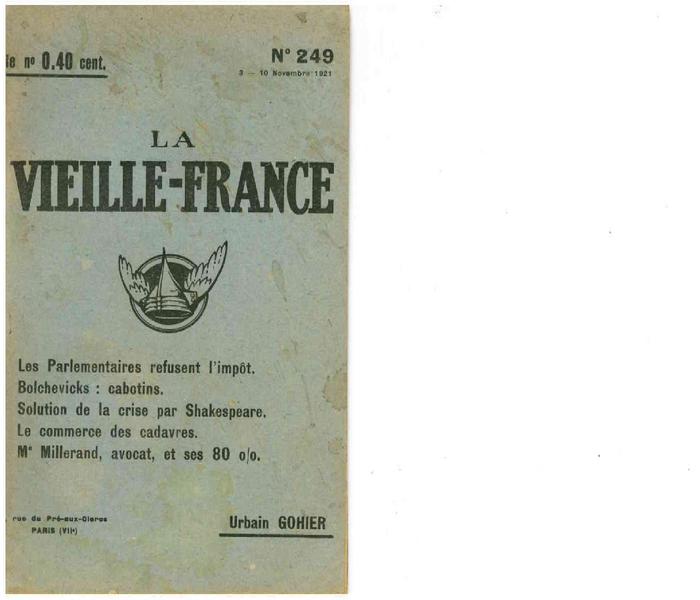 le nº 0.40 cent.
Nº 249
3 — 10 Novembre 1921
LA
VIEILLE-FRANCE
Les Parlementaires refusent l'impôt.
Bolchevicks : cabotins.
Solution de la crise par Shakespeare.
Le commerce des cadavres.
Mᵉ Millerand, avocat, et ses 80 o/o.
rue du Pré-aux-Clercs
PARIS (VIIᵉ)
Urbain GOHIER